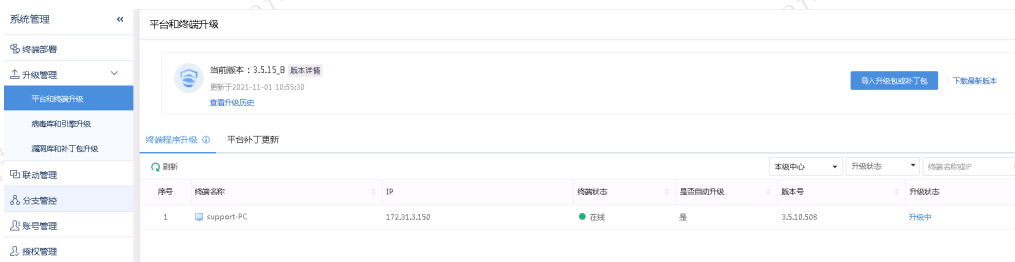 系统管理 «
平台和终端升级
终端部署
升级管理
平台和终端升级
病毒库和引擎升级
漏洞库和补丁包升级
联动管理
分支管控
账号管理
授权管理
当前版本：3.5.15_B 版本详情
更新于2021-11-01 10:55:30
查看升级历史
导入升级包或补丁包 下载最新版本
终端程序升级 平台补丁更新
刷新 本级中心 升级状态 终端名称或IP
序号 终端名称 IP 终端状态 是否自动升级 版本号 升级状态
1 support-PC 172.31.3.150 在线 是 3.5.10.508 升级中